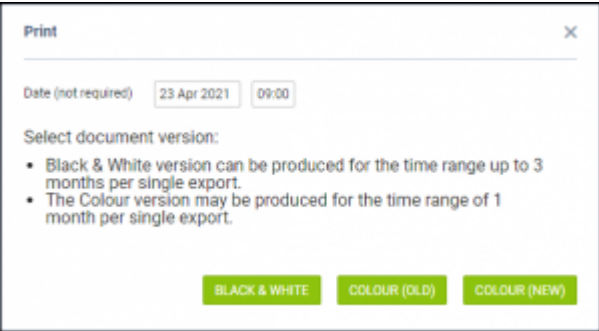 Print
Date (not required) 23 Apr 2021 09:00
Select document version:
• Black & White version can be produced for the time range up to 3
months per single export.
• The Colour version may be produced for the time range of 1
month per single export.
BLACK & WHITE COLOUR (OLD) COLOUR (NEW)